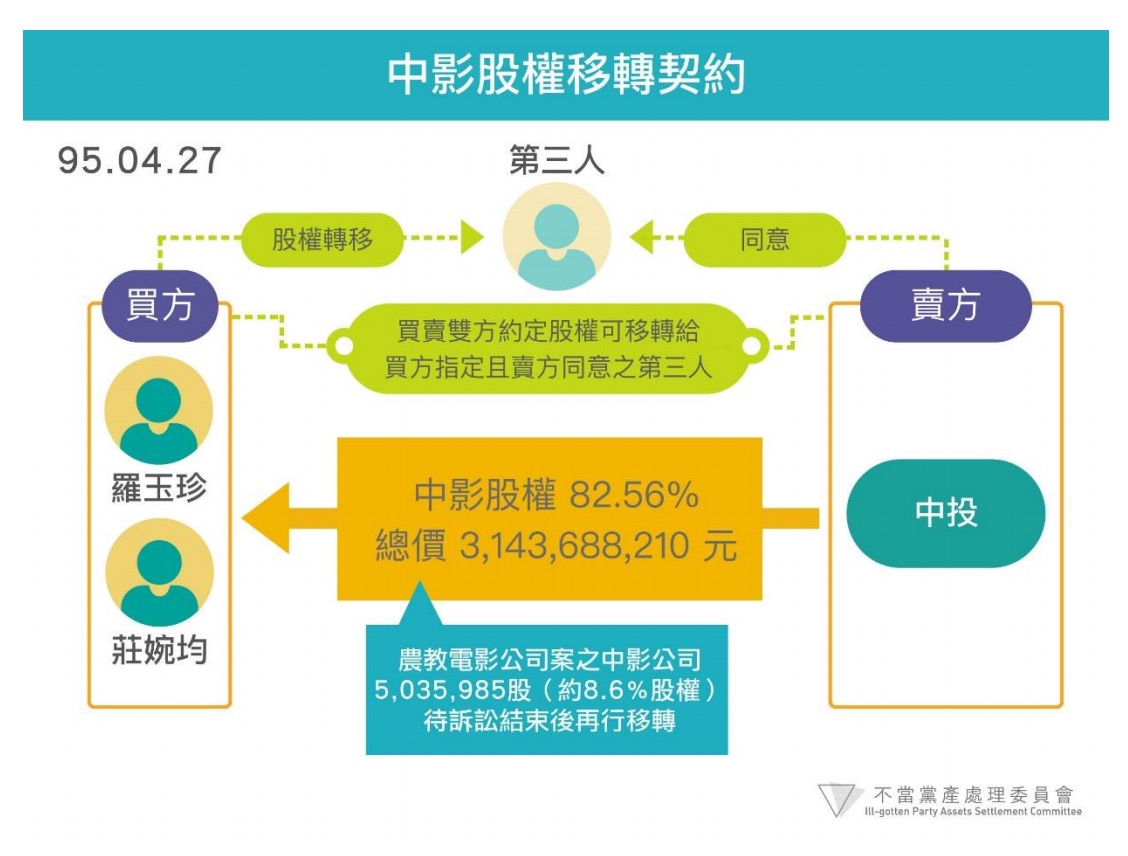 中影股權移轉契約
95.04.27
第三人
股權轉移
同意
買方
賣方
買賣雙方約定股權可移轉給
買方指定且賣方同意之第三人
羅玉珍
莊婉均
中影股權 82.56%
總價 3,143,688,210 元
中投
農教電影公司案之中影公司
5,035,985股（約8.6%股權）
待訴訟結束後再行移轉
不當黨產處理委員會
Ill-gotten Party Assets Settlement Committee